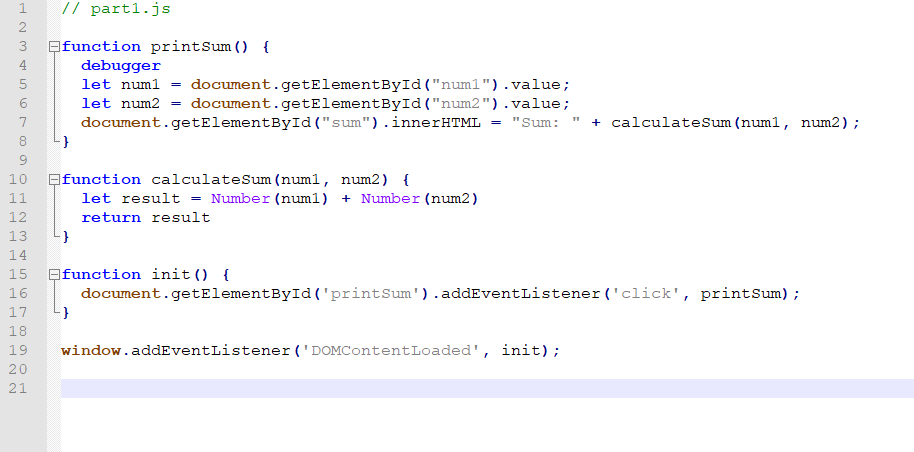 1 // part1.js
2
3 function printSum() {
4 debugger
5 let num1 = document.getElementById("num1").value;
6 let num2 = document.getElementById("num2").value;
7 document.getElementById("sum").innerHTML = "Sum: " + calculateSum(num1, num2);
8 }
9
10 function calculateSum(num1, num2) {
11 let result = Number(num1) + Number(num2)
12 return result
13 }
14
15 function init() {
16 document.getElementById('printSum').addEventListener('click', printSum);
17 }
18
19 window.addEventListener('DOMContentLoaded', init);
20
21